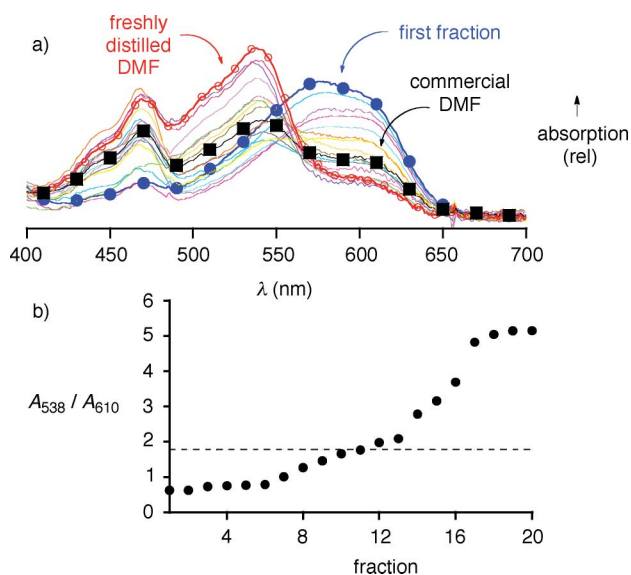 a)
freshly
distilled
DMF
first fraction
commercial
DMF
absorption
(rel)
400 450 500 550 600 650 700
λ (nm)
b)
6
5
4
3
2
1
0
A538 / A610
4 8 12 16 20
fraction